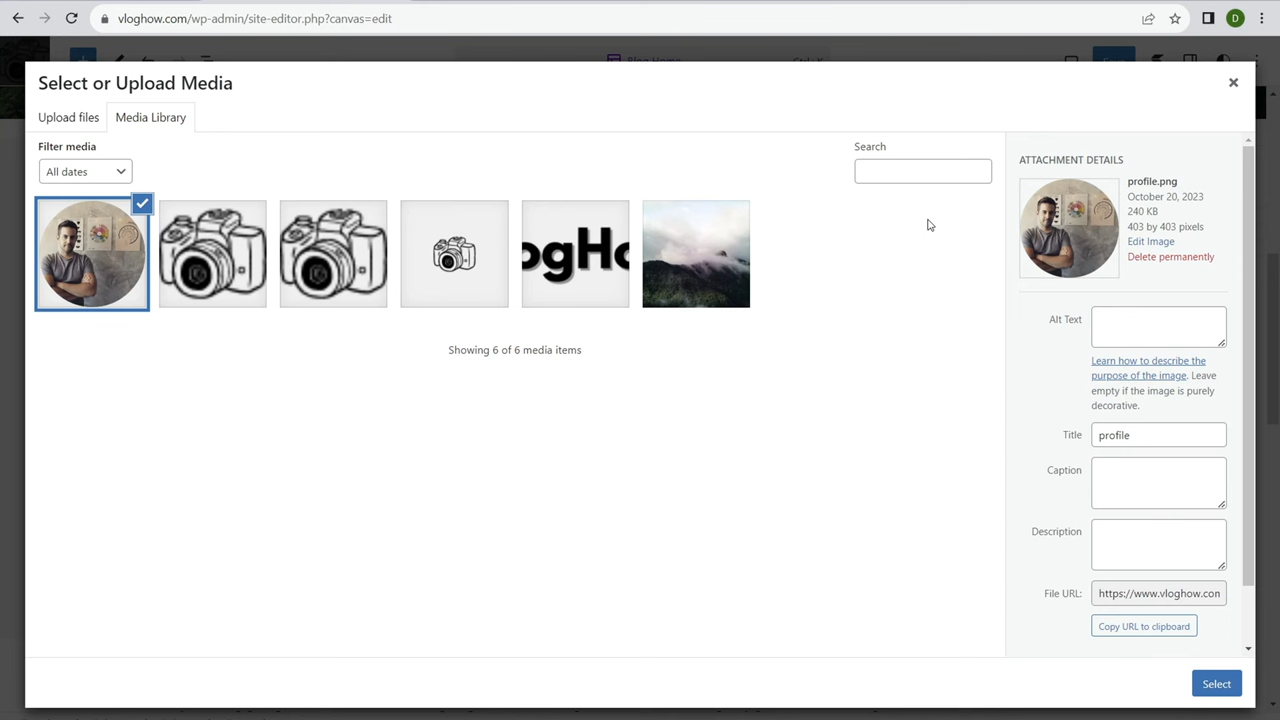 vloghow.com/wp-admin/site-editor.php?canvas=edit
D
Select or Upload Media
Upload files
Media Library
Filter media
All dates
Search
ogHo
Showing 6 of 6 media items
ATTACHMENT DETAILS
profile.png
October 20, 2023
240 KB
403 by 403 pixels
Edit Image
Delete permanently
Alt Text
Learn how to describe the
purpose of the image. Leave
empty if the image is purely
decorative.
Title
profile
Caption
Description
File URL:
https://www.vloghow.con
Copy URL to clipboard
Select